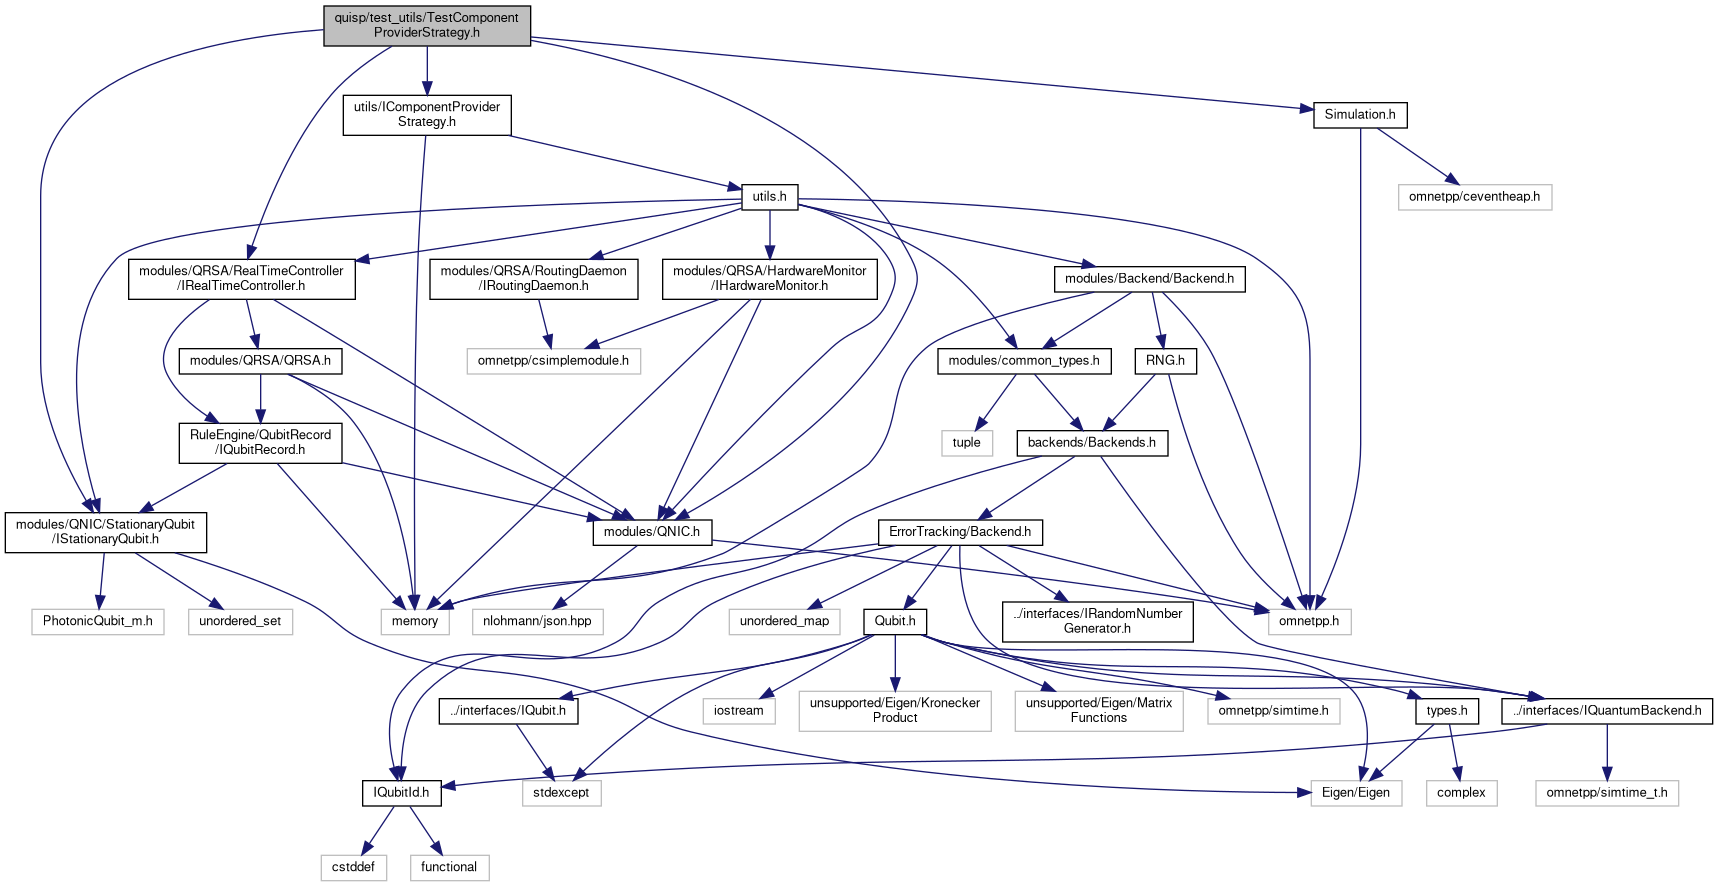 quisp/test_utils/TestComponent
ProviderStrategy.h
utils/IComponentProvider
Strategy.h
Simulation.h
utils.h
omnetpp/ceventheap.h
modules/QRSA/RealTimeController
/IRealTimeController.h
modules/QRSA/RoutingDaemon
/IRoutingDaemon.h
modules/QRSA/HardwareMonitor
/IHardwareMonitor.h
modules/Backend/Backend.h
modules/QRSA/QRSA.h
omnetpp/csimplemodule.h
modules/common_types.h
RNG.h
RuleEngine/QubitRecord
/IQubitRecord.h
tuple
backends/Backends.h
modules/QNIC/StationaryQubit
/IStationaryQubit.h
modules/QNIC.h
ErrorTracking/Backend.h
PhotonicQubit_m.h
unordered_set
memory
nlohmann/json.hpp
unordered_map
Qubit.h
../interfaces/IRandomNumber
Generator.h
omnetpp.h
../interfaces/IQubit.h
iostream
unsupported/Eigen/Kronecker
Product
unsupported/Eigen/Matrix
Functions
omnetpp/simtime.h
types.h
../interfaces/IQuantumBackend.h
IQubitId.h
stdexcept
Eigen/Eigen
complex
omnetpp/simtime_t.h
cstddef
functional